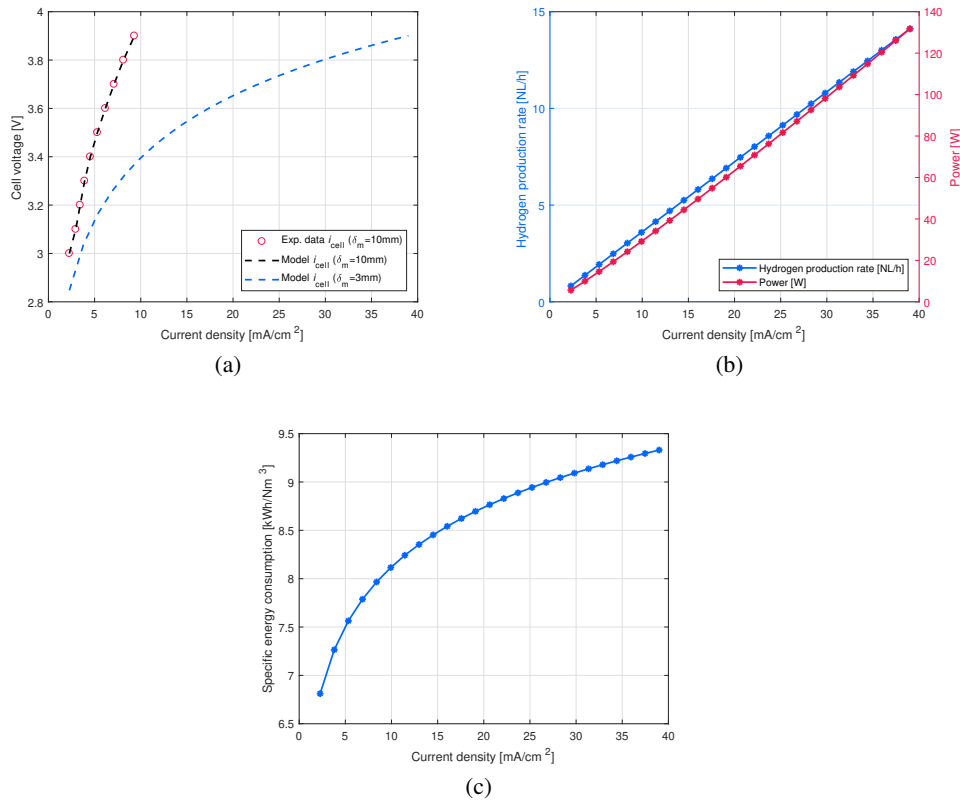 4
3.8
3.6
3.4
3.2
3
2.8
Cell voltage [V]
0 5 10 15 20 25 30 35 40
Current density [mA/cm 2]
Exp. data i cell (δm=10mm)
Model i cell (δm=10mm)
Model i cell (δm=3mm)
(a)
15
10
5
0
Hydrogen production rate [NL/h]
140
120
100
80
60
40
20
0
Power [W]
0 5 10 15 20 25 30 35 40
Current density [mA/cm 2]
Hydrogen production rate [NL/h]
Power [W]
(b)
9.5
9
8.5
8
7.5
7
6.5
Specific energy consumption [kWh/Nm 3]
0 5 10 15 20 25 30 35 40
Current density [mA/cm 2]
(c)